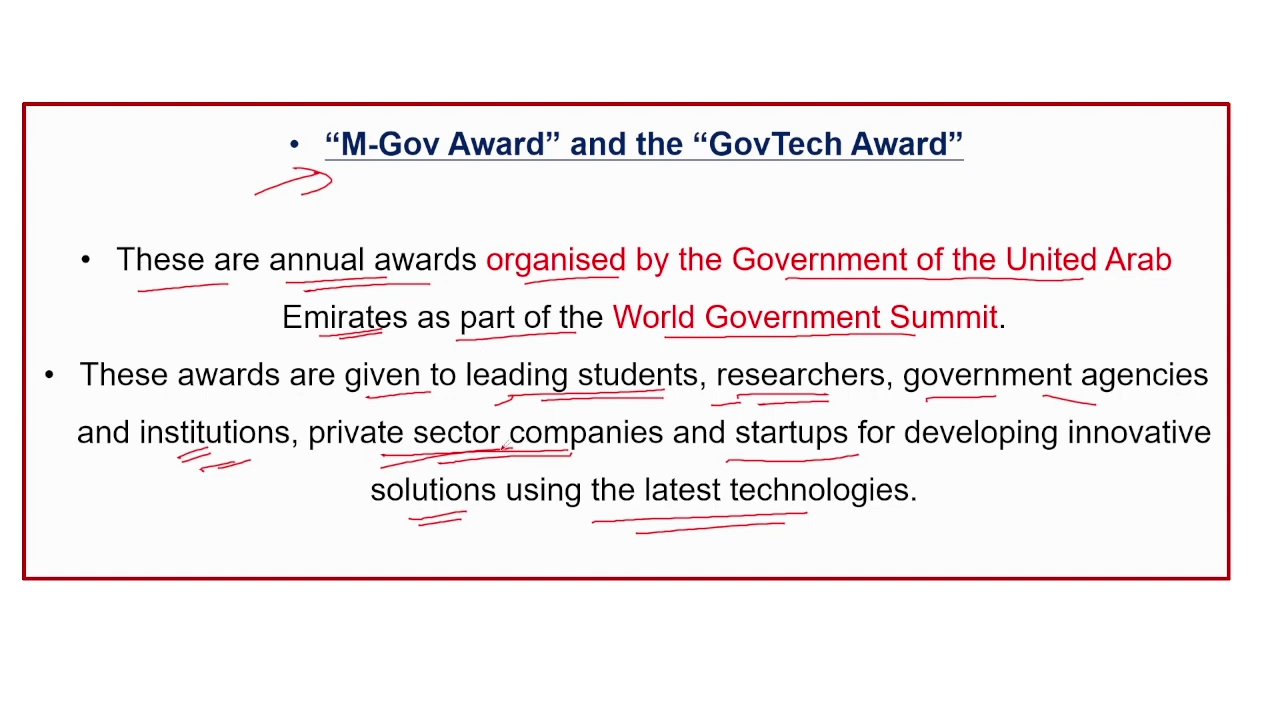 • “M-Gov Award” and the “GovTech Award”
• These are annual awards organised by the Government of the United Arab
Emirates as part of the World Government Summit.
• These awards are given to leading students, researchers, government agencies
and institutions, private sector companies and startups for developing innovative
solutions using the latest technologies.